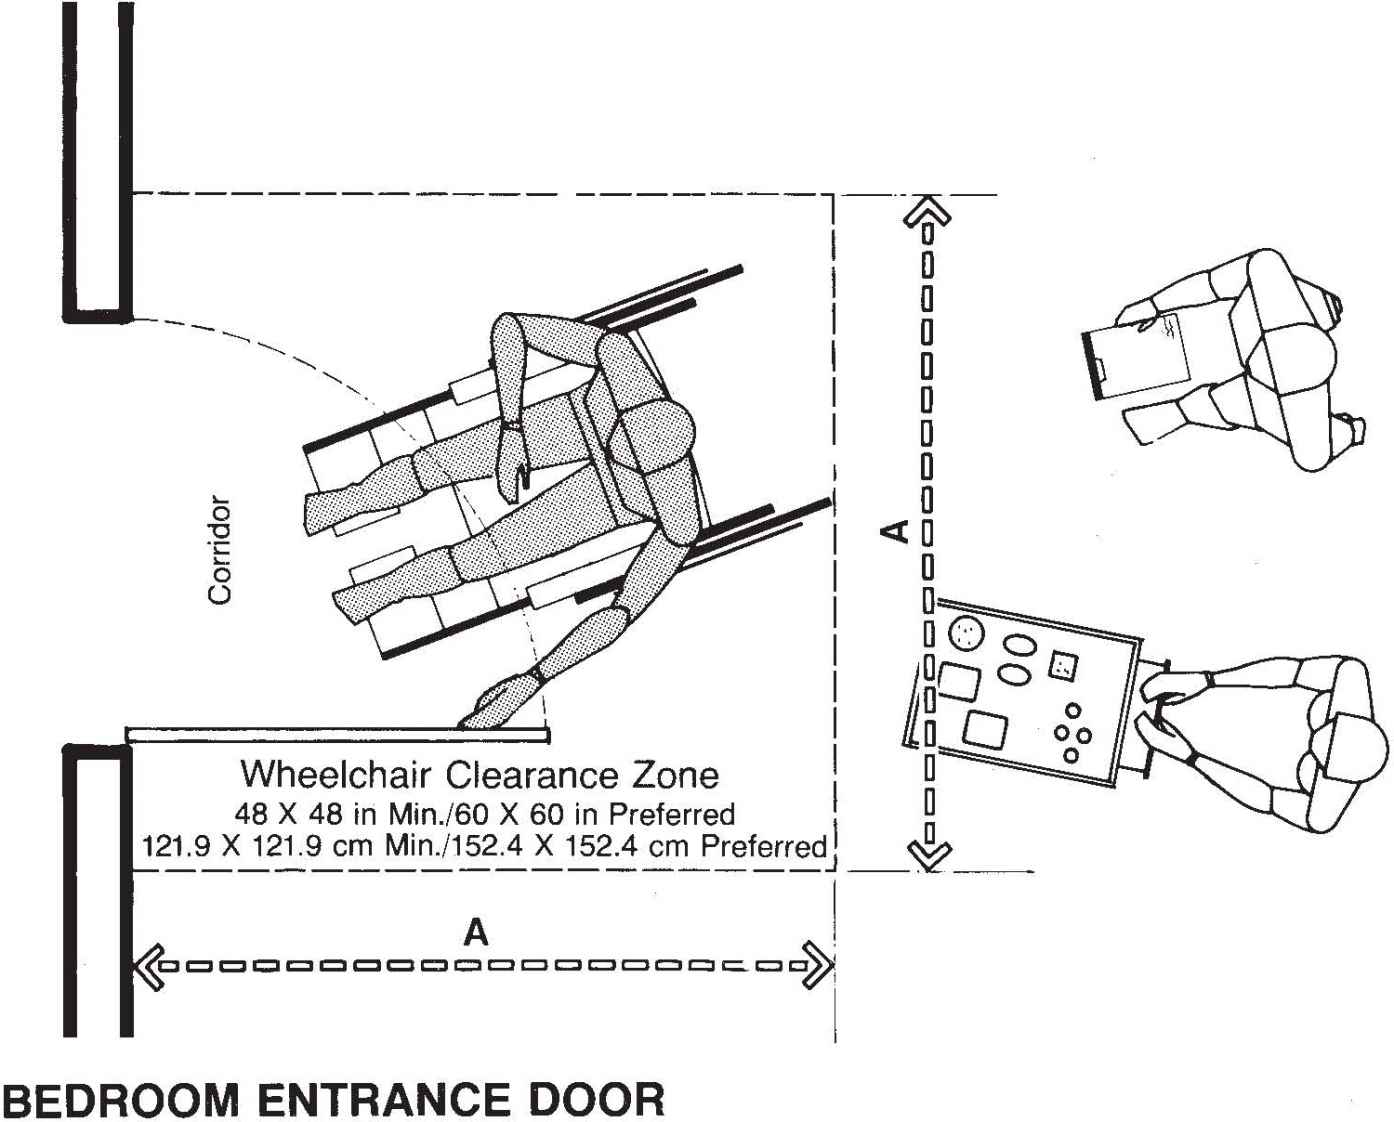 Corridor
A
Wheelchair Clearance Zone
48 X 48 in Min./60 X 60 in Preferred
121.9 X 121.9 cm Min./152.4 X 152.4 cm Preferred
A
BEDROOM ENTRANCE DOOR